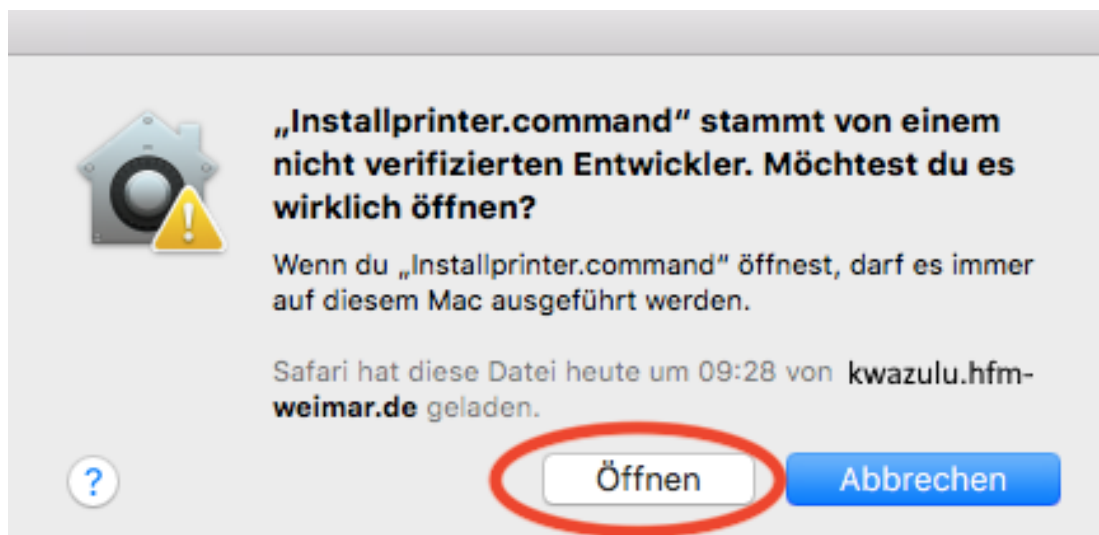 „Installprinter.command“ stammt von einem
nicht verifizierten Entwickler. Möchtest du es
wirklich öffnen?
Wenn du „Installprinter.command“ öffnest, darf es immer
auf diesem Mac ausgeführt werden.
Safari hat diese Datei heute um 09:28 von kwazulu.hfm-
weimar.de geladen.
? Öffnen Abbrechen